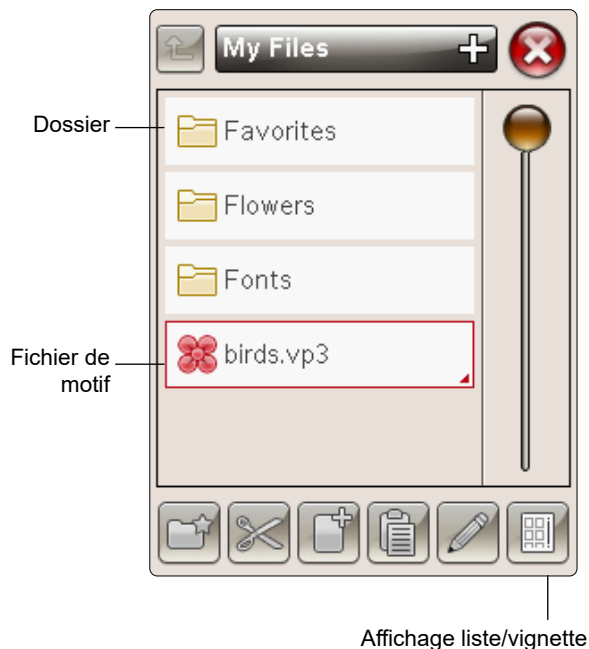 My Files
Dossier
Favorites
Flowers
Fonts
Fichier de
motif
birds.vp3
Affichage liste/vignette